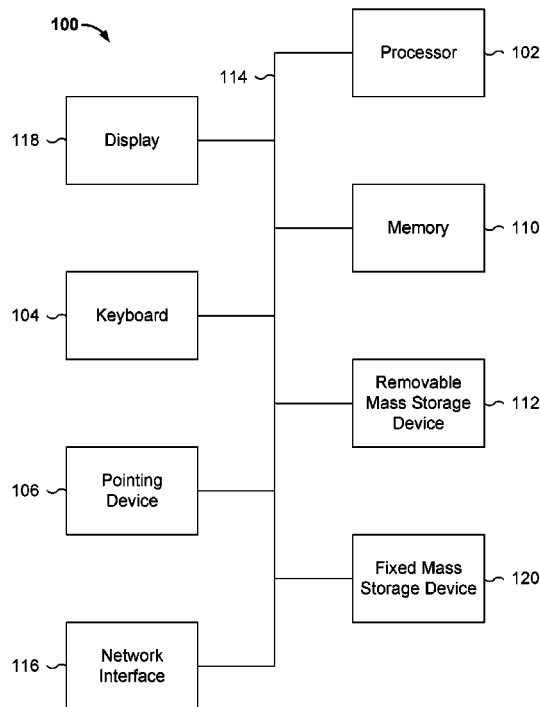 100
114
Processor
102
118
Display
Memory
110
104
Keyboard
Removable
Mass Storage
Device
112
106
Pointing
Device
Fixed Mass
Storage Device
120
116
Network
Interface